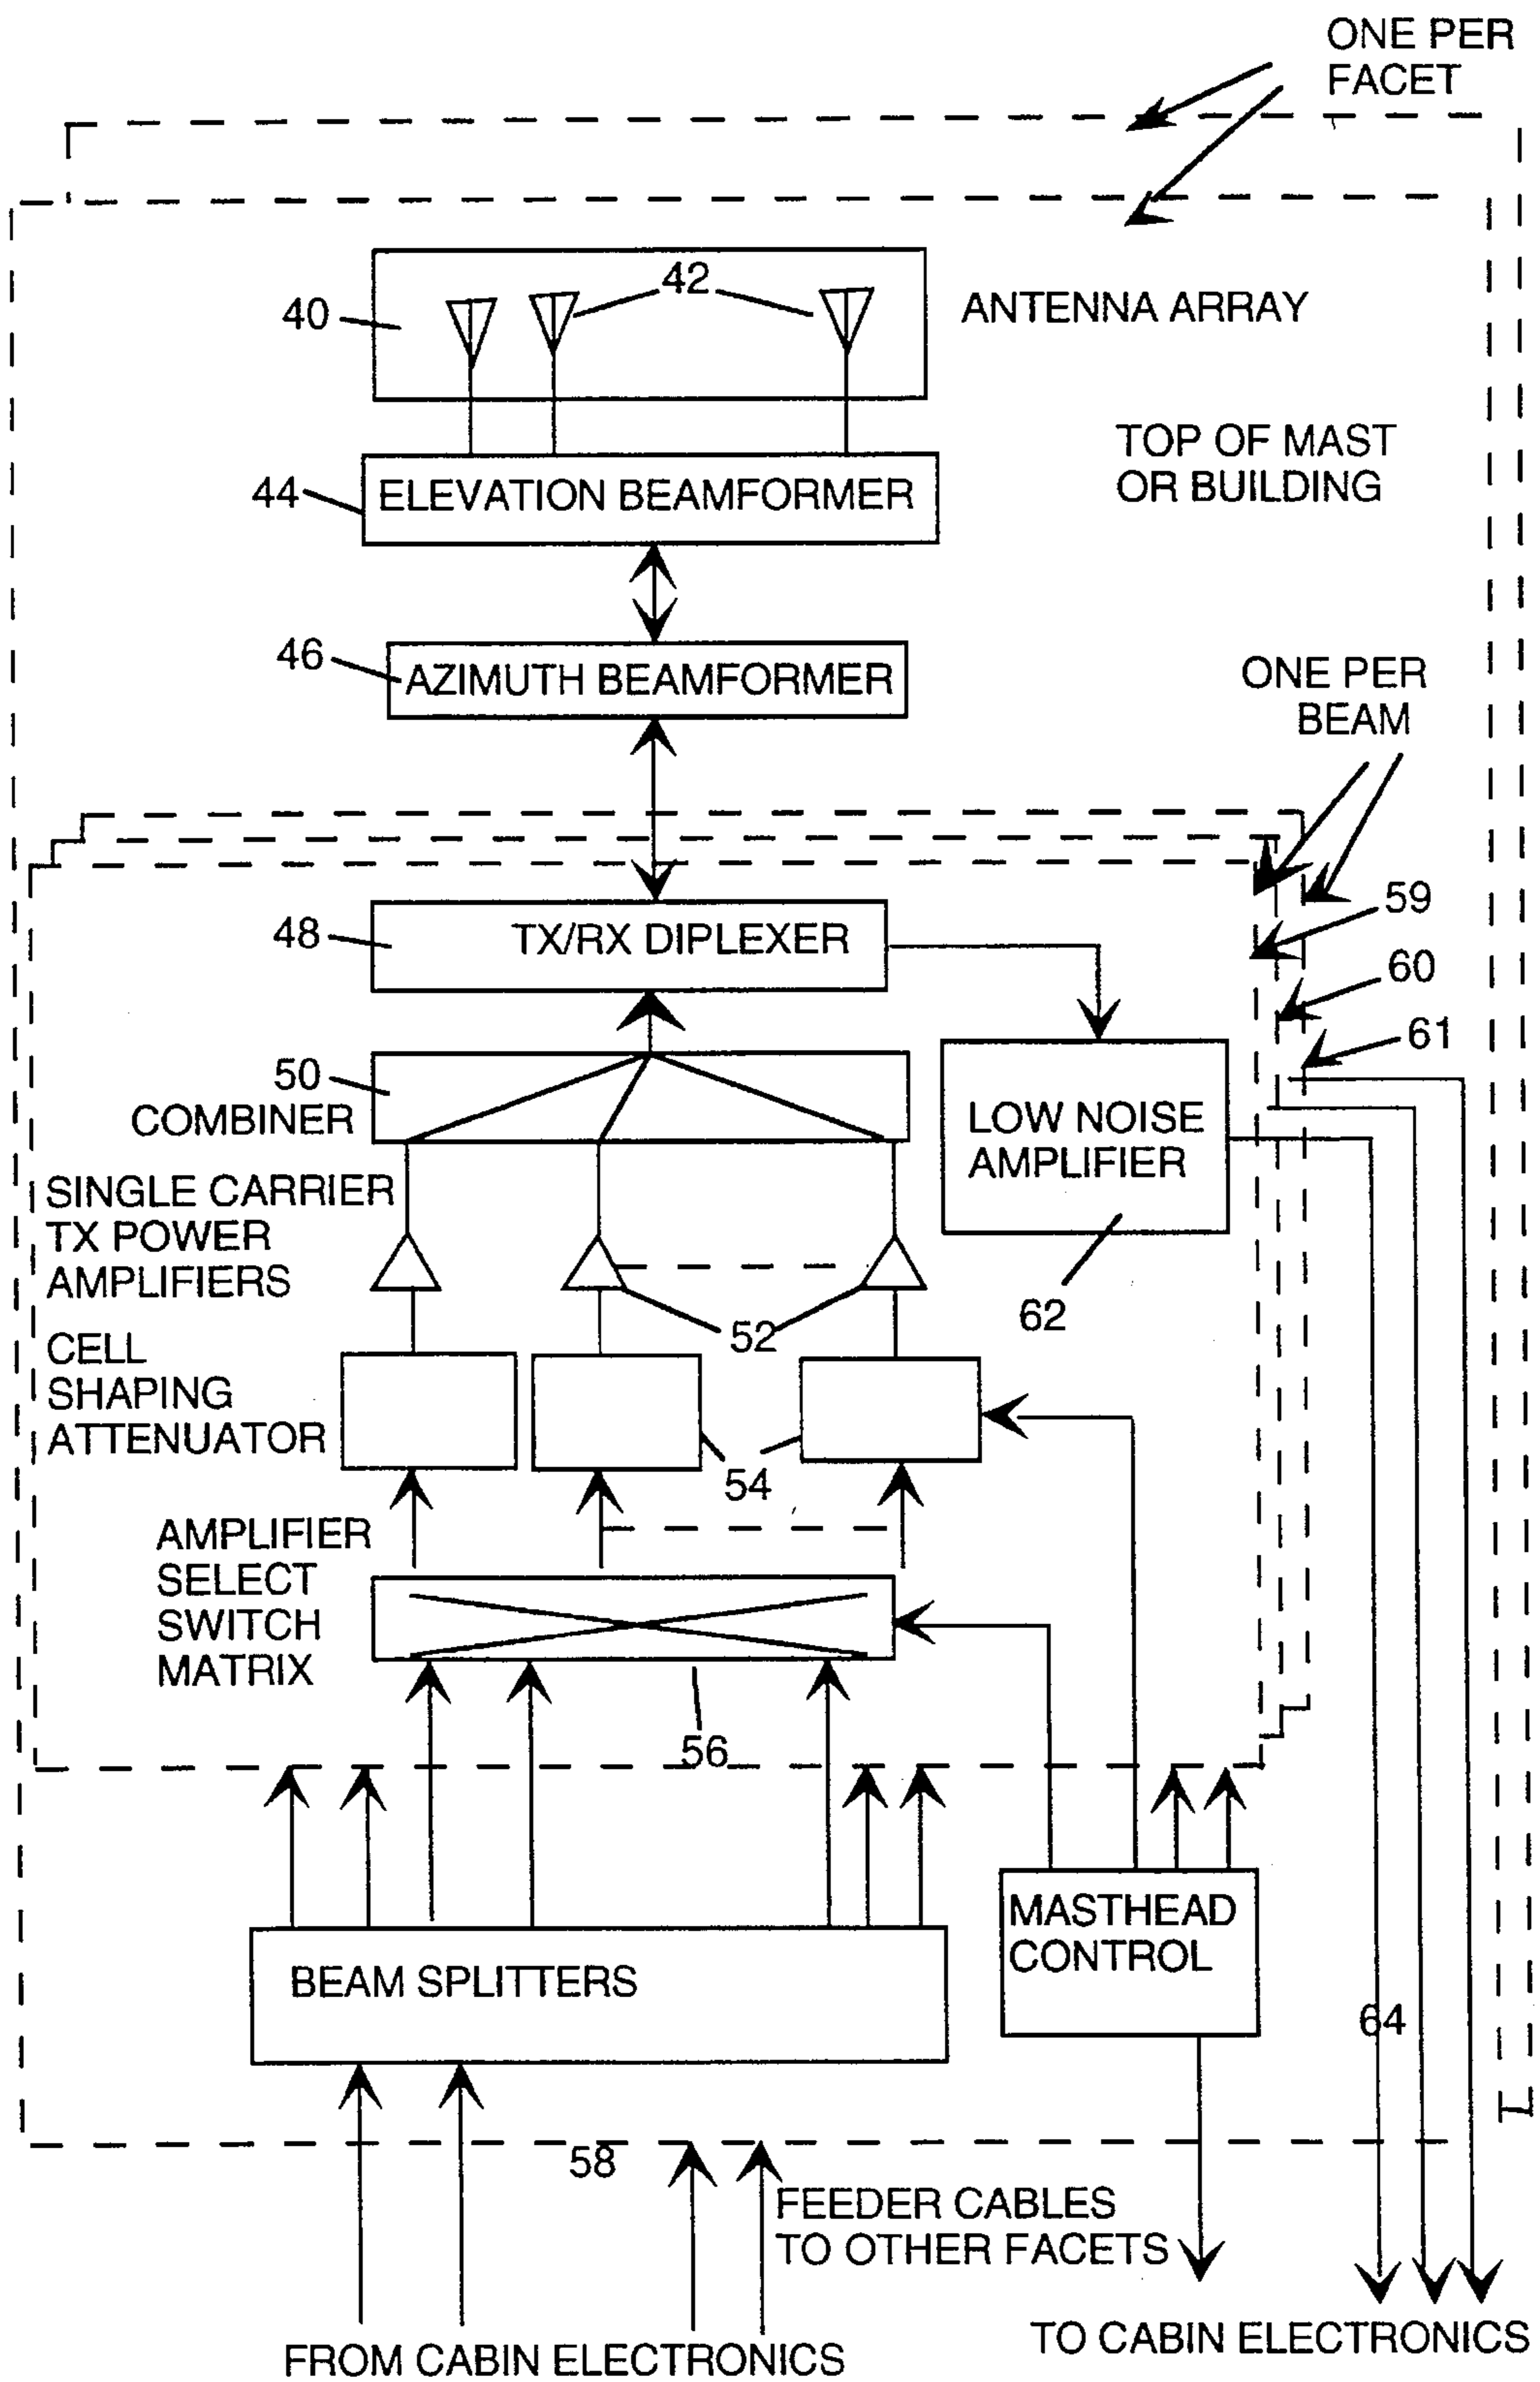 ONE PER
FACET
42
40
ANTENNA ARRAY
TOP OF MAST
OR BUILDING
44
ELEVATION BEAMFORMER
46
AZIMUTH BEAMFORMER
ONE PER
BEAM
48
TX/RX DIPLEXER
59
60
61
50
COMBINER
LOW NOISE
AMPLIFIER
SINGLE CARRIER
TX POWER
AMPLIFIERS
62
52
CELL
SHAPING
ATTENUATOR
54
AMPLIFIER
SELECT
SWITCH
MATRIX
56
MASTHEAD
CONTROL
BEAM SPLITTERS
64
58
FEEDER CABLES
TO OTHER FACETS
TO CABIN ELECTRONICS
FROM CABIN ELECTRONICS